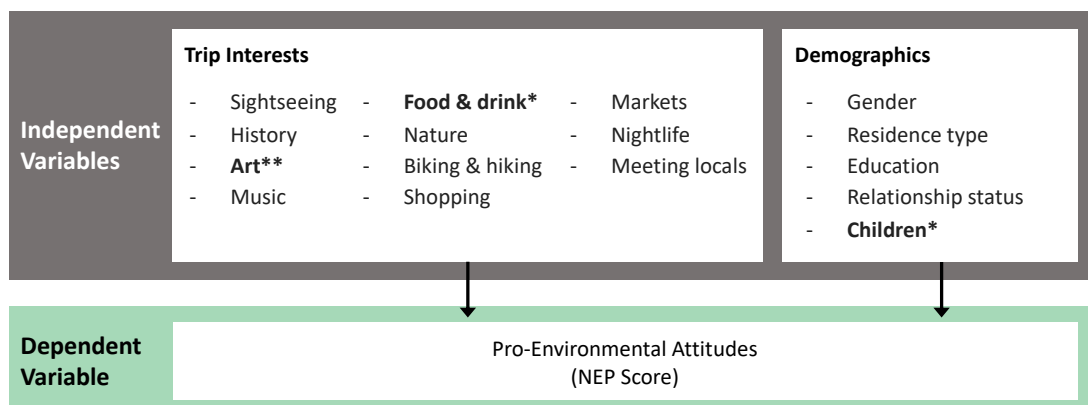 Independent
Variables
Trip Interests
- Sightseeing
- History
- Art**
- Music
- Food & drink*
- Nature
- Biking & hiking
- Shopping
- Markets
- Nightlife
- Meeting locals
Demographics
- Gender
- Residence type
- Education
- Relationship status
- Children*
Dependent
Variable
Pro-Environmental Attitudes
(NEP Score)